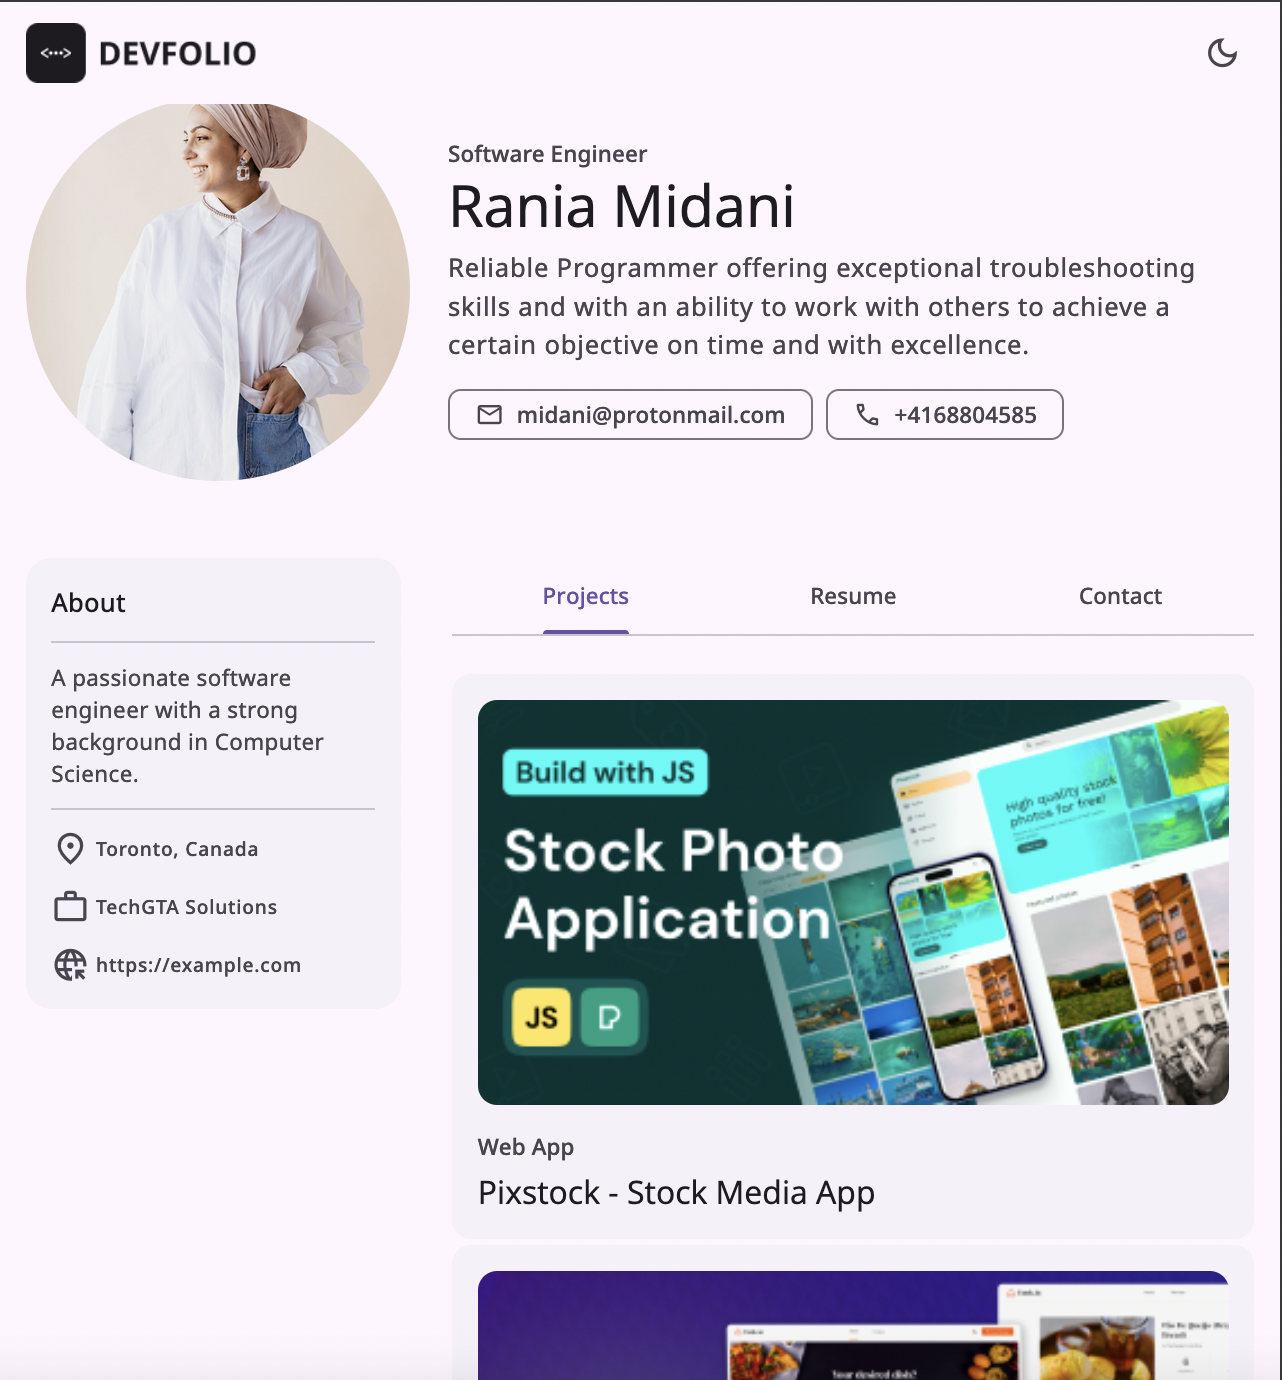 DEVFOLIO
Software Engineer
Rania Midani
Reliable Programmer offering exceptional troubleshooting
skills and with an ability to work with others to achieve a
certain objective on time and with excellence.
midani@protonmail.com
+4168804585
About
A passionate software
engineer with a strong
background in Computer
Science.
Toronto, Canada
TechGTA Solutions
https://example.com
Projects
Resume
Contact
Build with JS
Stock Photo
Application
JS
High quality stock
photos for free!
Web App
Pixstock - Stock Media App
Your desired dish?